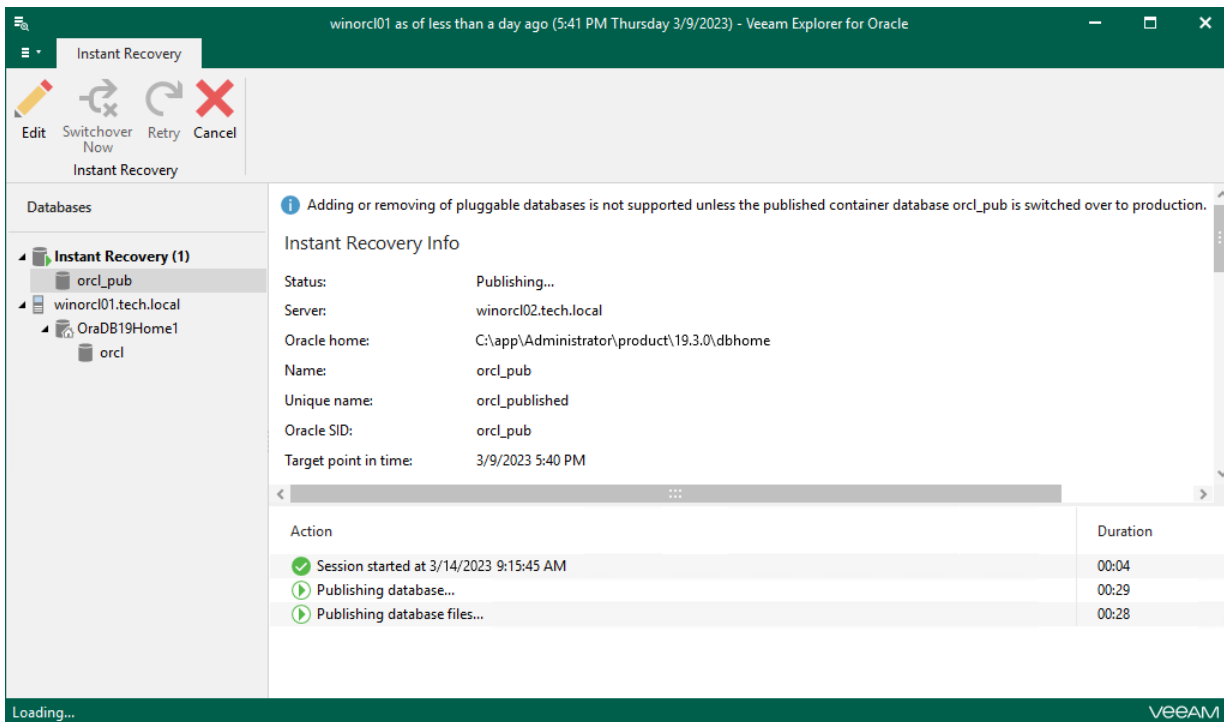 winorcl01 as of less than a day ago (5:41 PM Thursday 3/9/2023) - Veeam Explorer for Oracle
Instant Recovery
Edit
Switchover Now
Retry
Cancel
Instant Recovery
Databases
Instant Recovery (1)
orcl_pub
winorcl01.tech.local
OraDB19Home1
orcl
Adding or removing of pluggable databases is not supported unless the published container database orcl_pub is switched over to production.
Instant Recovery Info
Status: Publishing...
Server: winorcl02.tech.local
Oracle home: C:\app\Administrator\product\19.3.0\dbhome
Name: orcl_pub
Unique name: orcl_published
Oracle SID: orcl_pub
Target point in time: 3/9/2023 5:40 PM
Action Duration
Session started at 3/14/2023 9:15:45 AM 00:04
Publishing database... 00:29
Publishing database files... 00:28
Loading...
VEEAM